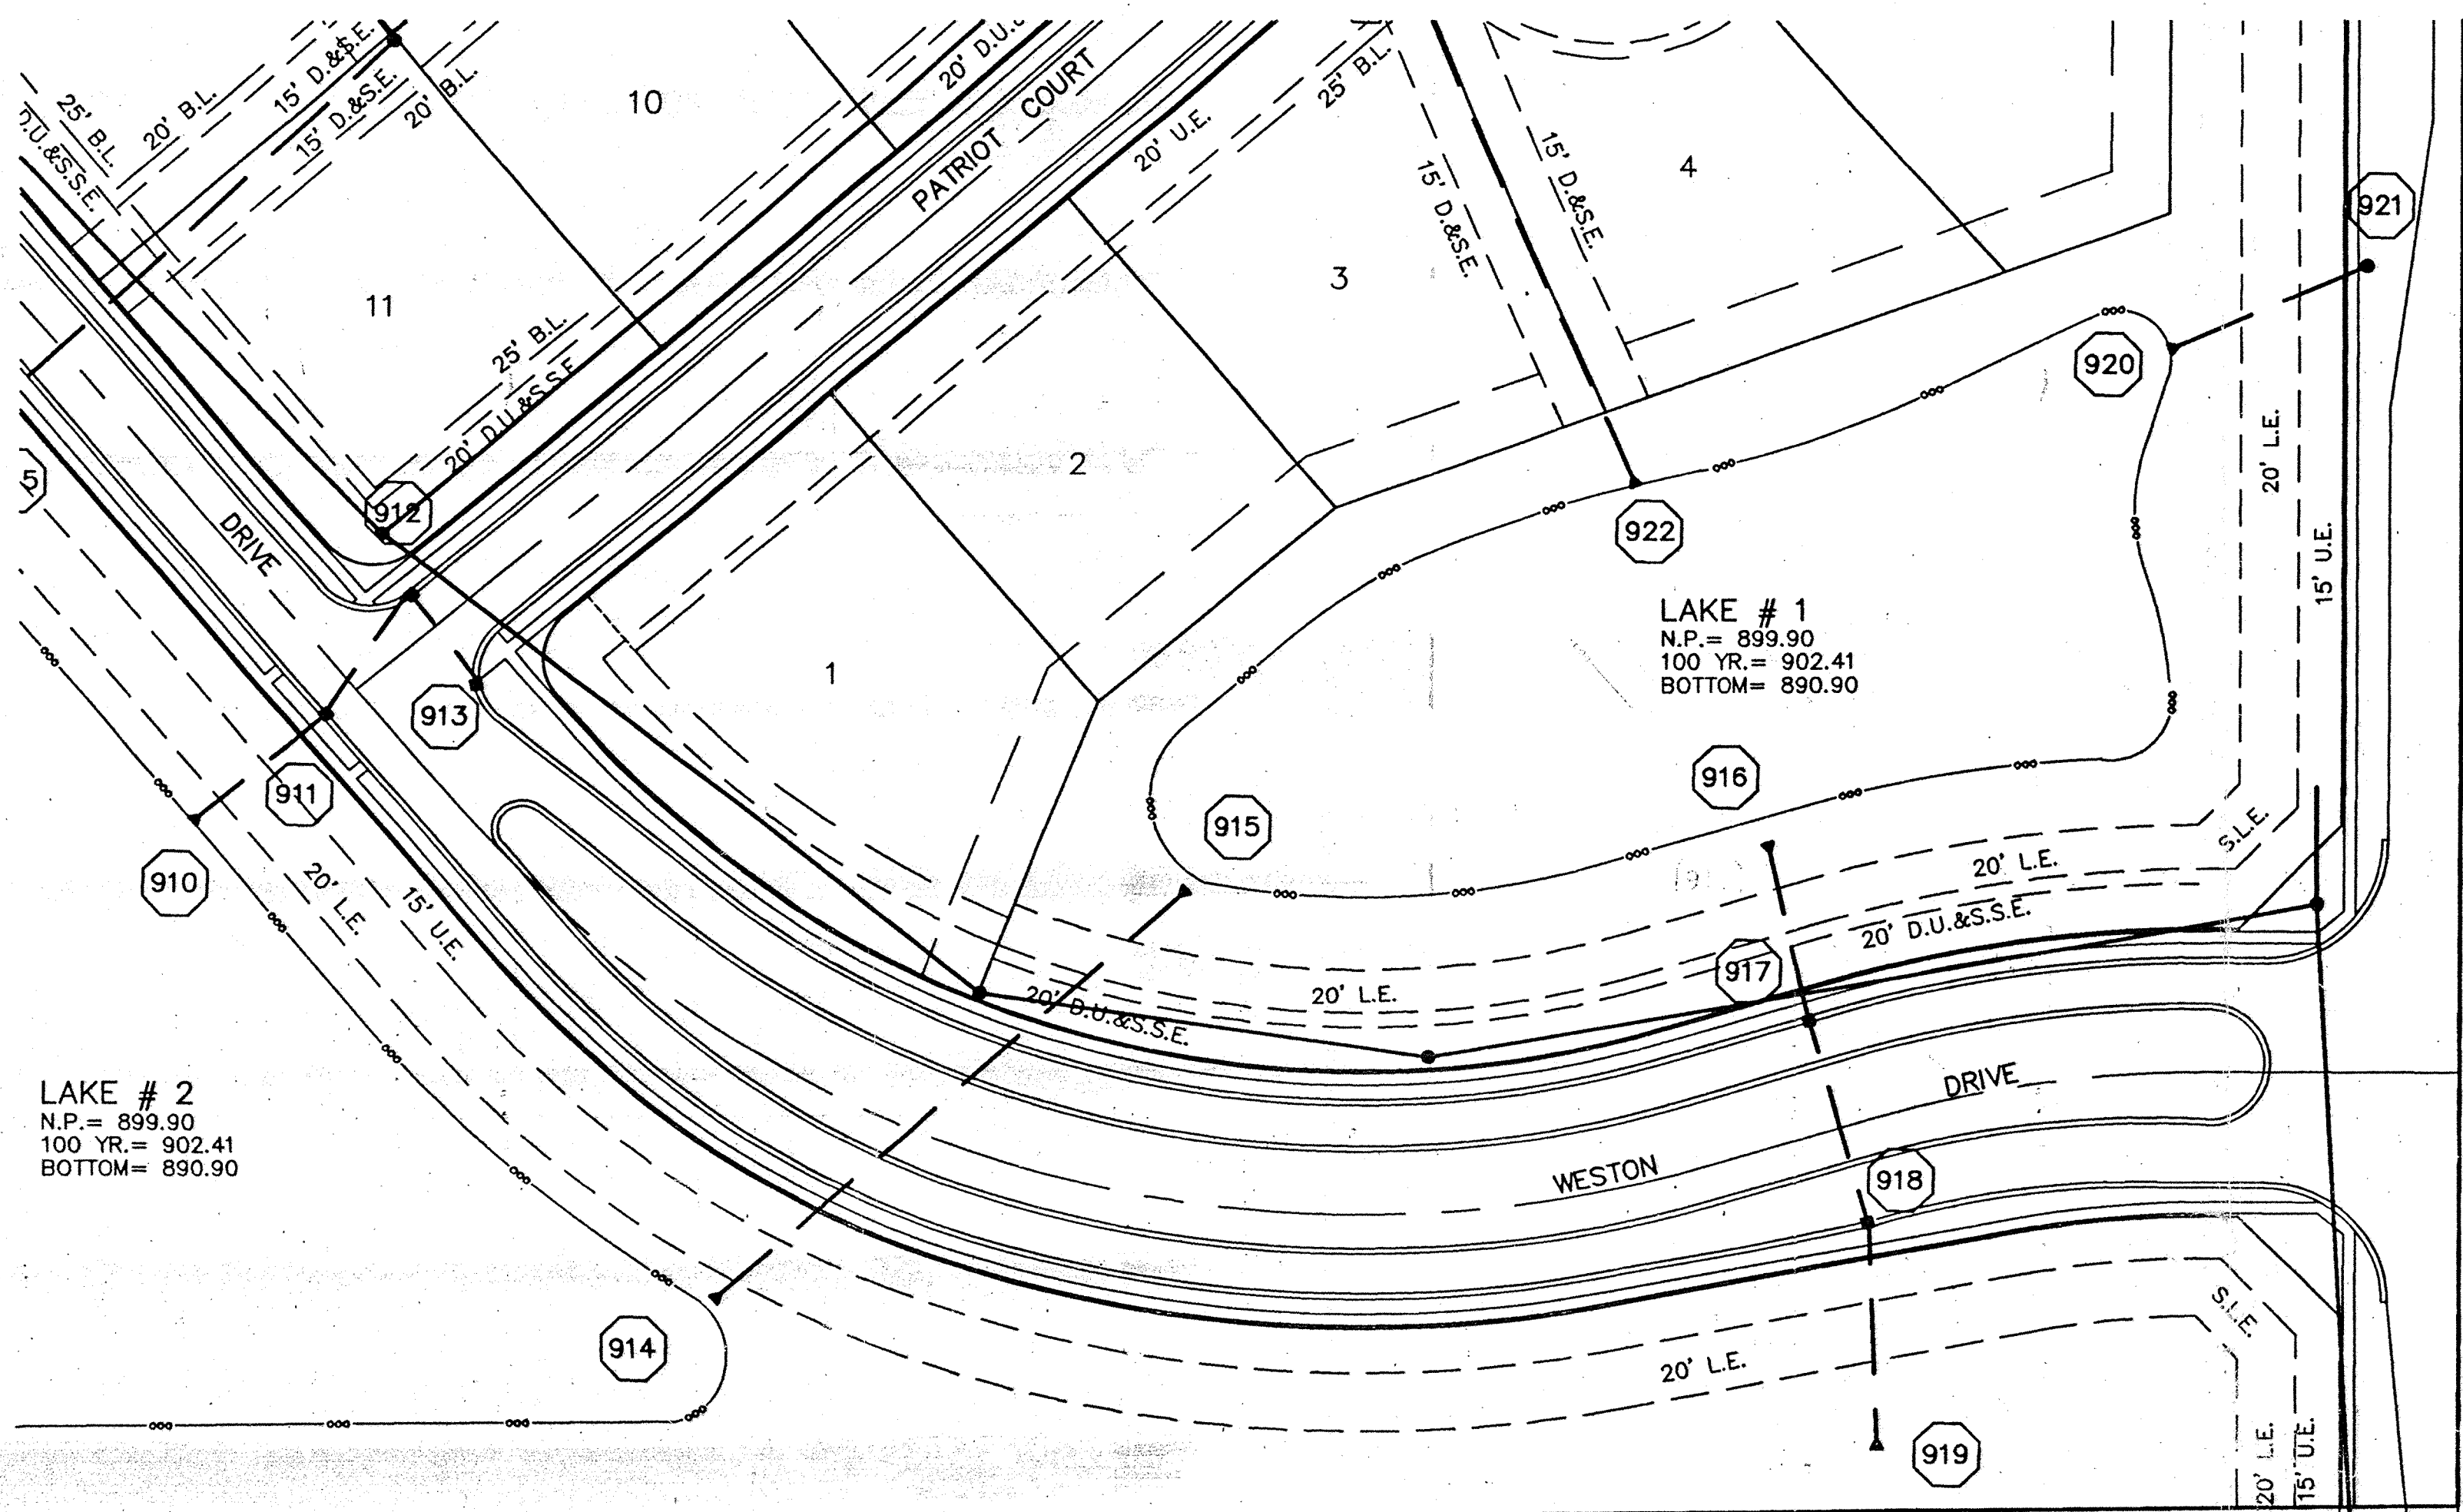 15' D.&S.E.
15' D.&S.E.
20' B.L.
20' B.L.
25' B.L.
D.U.&S.S.E.
10
20' D.U.&
PATRIOT COURT
20' U.E.
25' B.L.
15' D.&S.E.
15' D.&S.E.
4
921
11
3
25' B.L.
20' D.U.&S.S.E.
920
5
912
2
922
20' L.E.
15' U.E.
DRIVE
LAKE # 1
N.P.= 899.90
100 YR.= 902.41
BOTTOM= 890.90
1
913
911
916
915
910
20' L.E.
15' U.E.
S.L.E.
20' L.E.
20' D.U.&S.S.E.
917
20' L.E.
20' D.U.&S.S.E.
LAKE # 2
N.P.= 899.90
100 YR.= 902.41
BOTTOM= 890.90
WESTON DRIVE
918
914
S.L.E.
20' L.E.
919
20' L.E.
15' U.E.